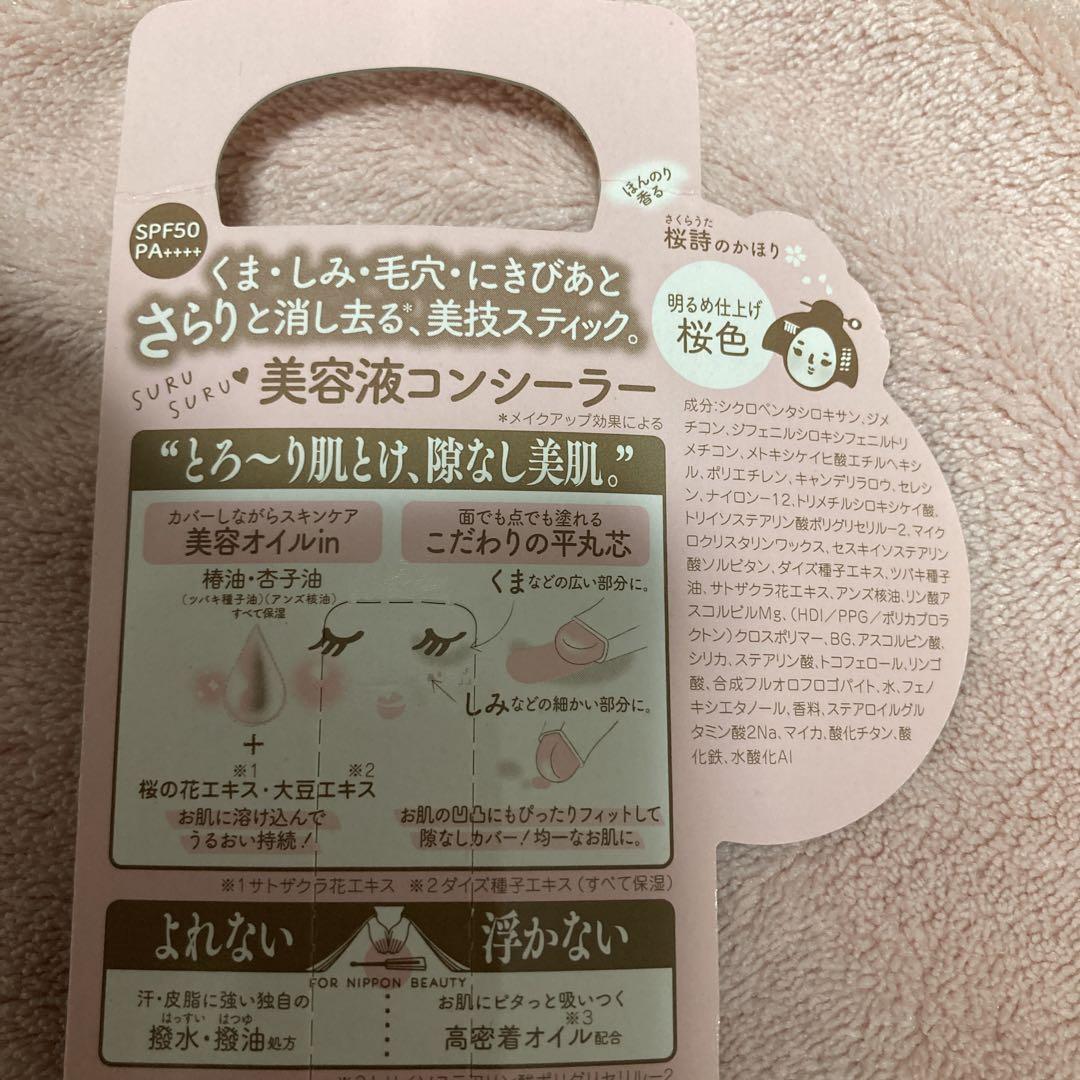 ほんのり
香る
さくらうた
桜詩のかほり
SPF50
PA++++
くま・しみ・毛穴・にきびあと
さらりと消し去る*、美技スティック。
明るめ仕上げ
桜色
SURU
SURU♥
美容液コンシーラー
*メイクアップ効果による
成分:シクロペンタシロキサン、ジメ
チコン、ジフェニルシロキシフェニルトリ
メチコン、メトキシケイヒ酸エチルヘキシ
ル、ポリエチレン、キャンデリラロウ、セレシ
ン、ナイロン-12、トリメチルシロキシケイ酸、
トリイソステアリン酸ポリグリセリル-2、マイク
ロクリスタリンワックス、セスキイソステアリン
酸ソルビタン、ダイズ種子エキス、ツバキ種子
油、サトザクラ花エキス、アンズ核油、リン酸ア
スコルビルMg、(HDI/PPG/ポリカプロラ
クトン)クロスポリマー、BG、アスコルビン酸、
シリカ、ステアリン酸、トコフェロール、リンゴ
酸、合成フルオロフロゴパイト、水、フェノ
キシエタノール、香料、ステアロイルグル
タミン酸2Na、マイカ、酸化チタン、酸
化鉄、水酸化Al
“とろ〜り肌とけ、隙なし美肌。”
カバーしながらスキンケア
美容オイルin
椿油・杏子油
(ツバキ種子油)(アンズ核油)
すべて保湿
+
※1 ※2
桜の花エキス・大豆エキス
お肌に溶け込んで
うるおい持続!
面でも点でも塗れる
こだわりの平丸芯
くまなどの広い部分に。
しみなどの細かい部分に。
お肌の凹凸にもぴったりフィットして
隙なしカバー!均一なお肌に。
※1サトザクラ花エキス ※2ダイズ種子エキス(すべて保湿)
よれない
浮かない
FOR NIPPON BEAUTY
汗・皮脂に強い独自の
はっすい はつゆ
撥水・撥油処方
お肌にピタっと吸いつく
※3
高密着オイル配合
※3トリイソステアリン酸ポリグリセリル-2